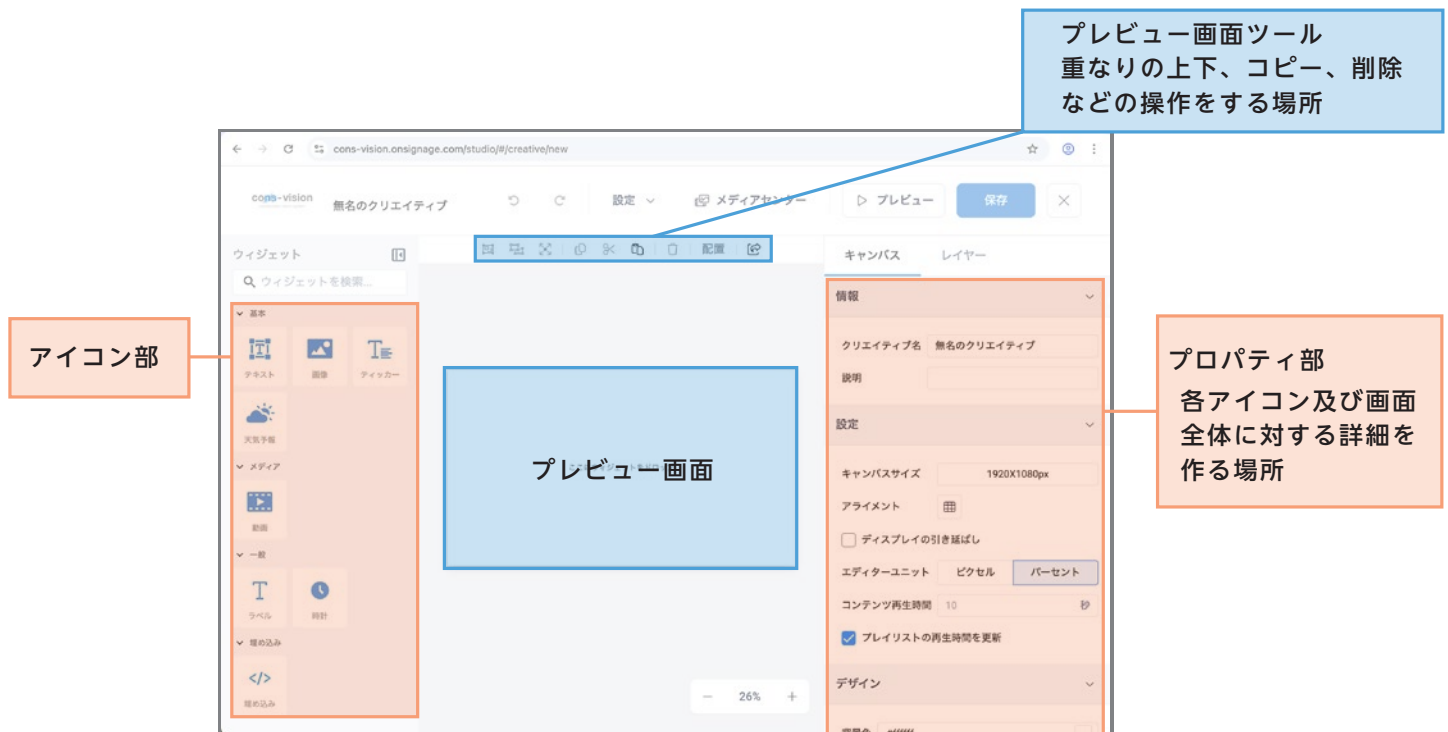 プレビュー画面ツール
重なりの上下、コピー、削除
などの操作をする場所
cons-vision.onsignage.com/studio/#/creative/new
cons-vision
無名のクリエイティブ
設定
メディアセンター
プレビュー
保存
ウィジェット
配置
キャンバス
レイヤー
ウィジェットを検索...
基本
情報
テキスト
画像
ティッカー
クリエイティブ名
無名のクリエイティブ
説明
アイコン部
プロパティ部
各アイコン及び画面
全体に対する詳細を
作る場所
天気予報
設定
メディア
プレビュー画面
キャンバスサイズ
1920X1080px
動画
アライメント
ディスプレイの引き延ばし
一般
エディターユニット
ピクセル
パーセント
ラベル
時計
コンテンツ再生時間
10
秒
プレイリストの再生時間を更新
埋め込み
</>
埋め込み
26%
デザイン